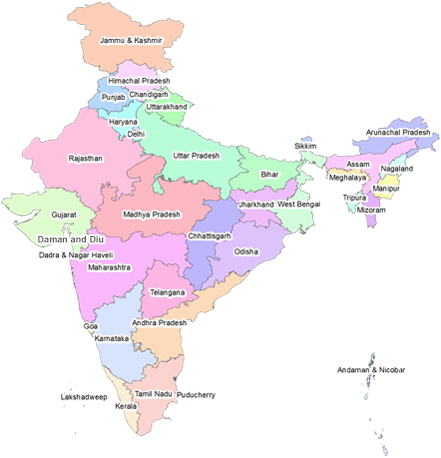 Jammu & Kashmir
Himachal Pradesh
Punjab
Chandigarh
Uttarakhand
Haryana
Delhi
Arunachal Pradesh
Sikkim
Rajasthan
Uttar Pradesh
Assam
Nagaland
Bihar
Meghalaya
Manipur
Tripura
Mizoram
Gujarat
Madhya Pradesh
Jharkhand
West Bengal
Daman and Diu
Chhattisgarh
Dadra & Nagar Haveli
Odisha
Maharashtra
Telangana
Goa
Andhra Pradesh
Karnataka
Andaman & Nicobar
Lakshadweep
Tamil Nadu
Puducherry
Kerala